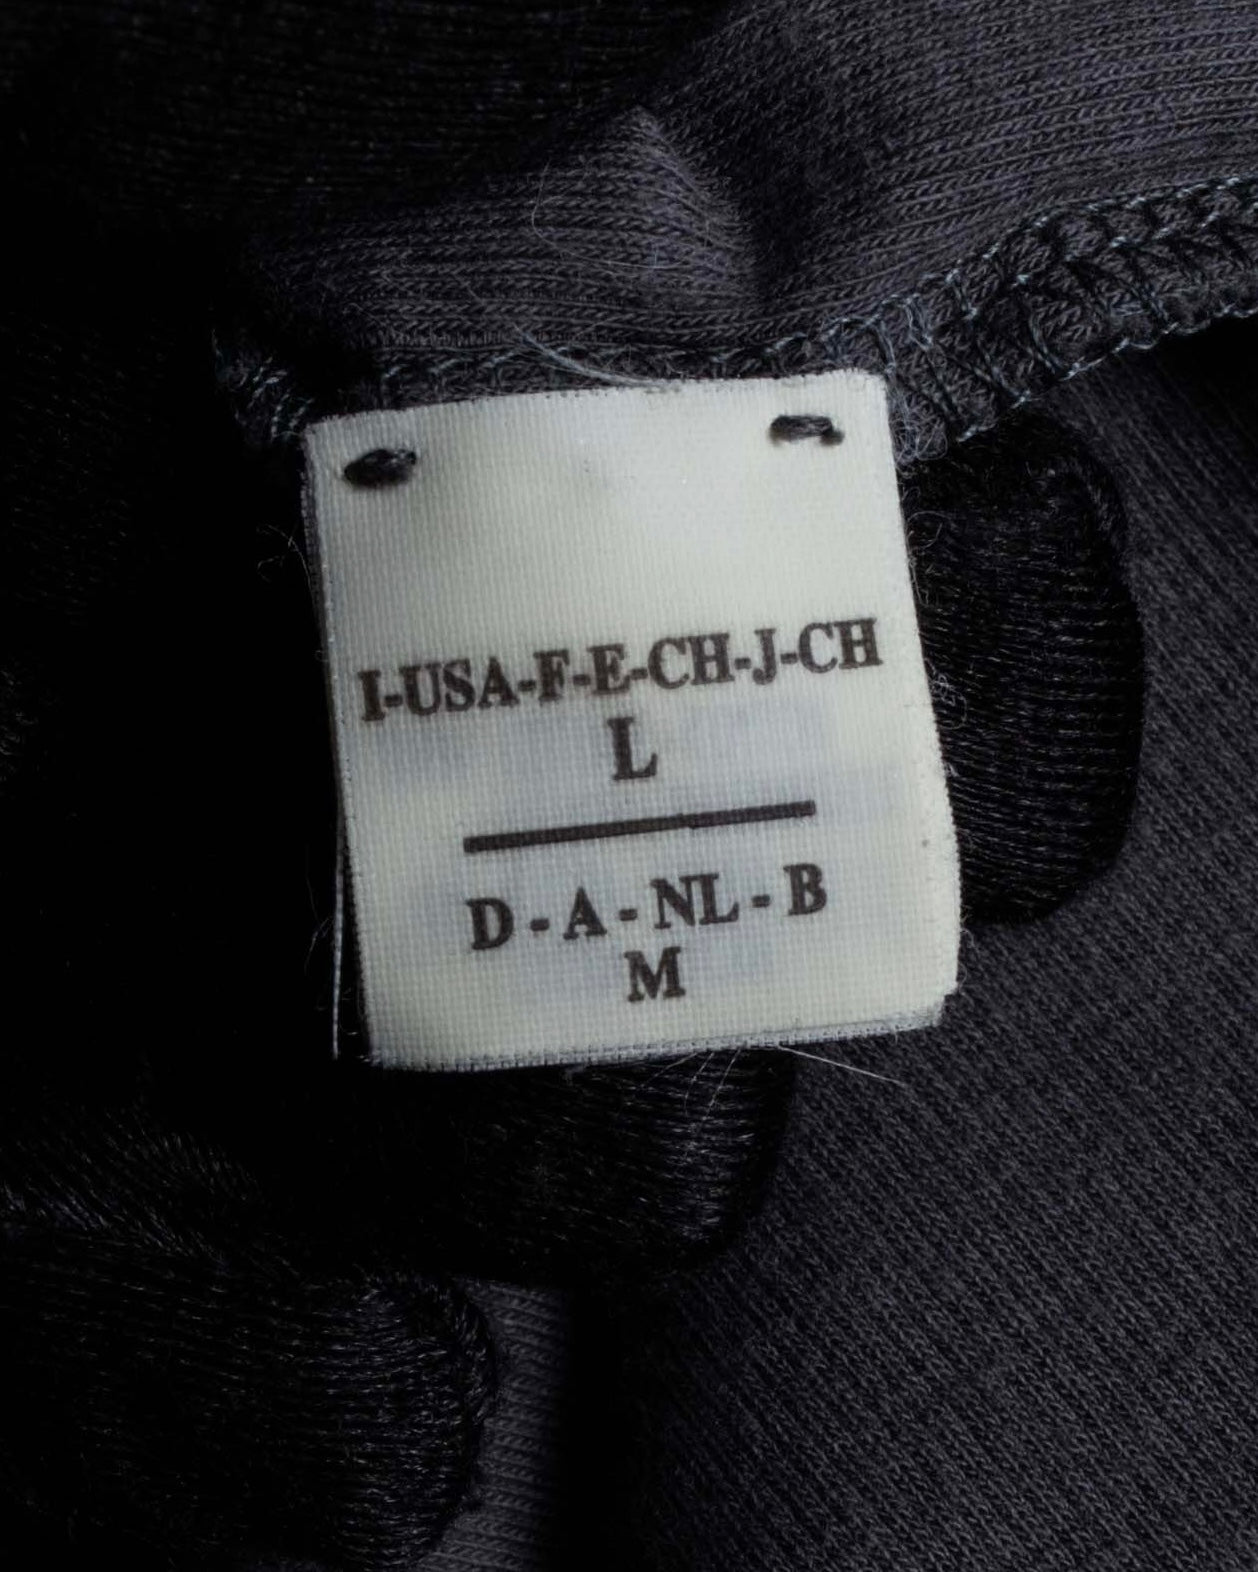 I-USA-F-E-CH-J-CH
L
D - A - NL - B
M